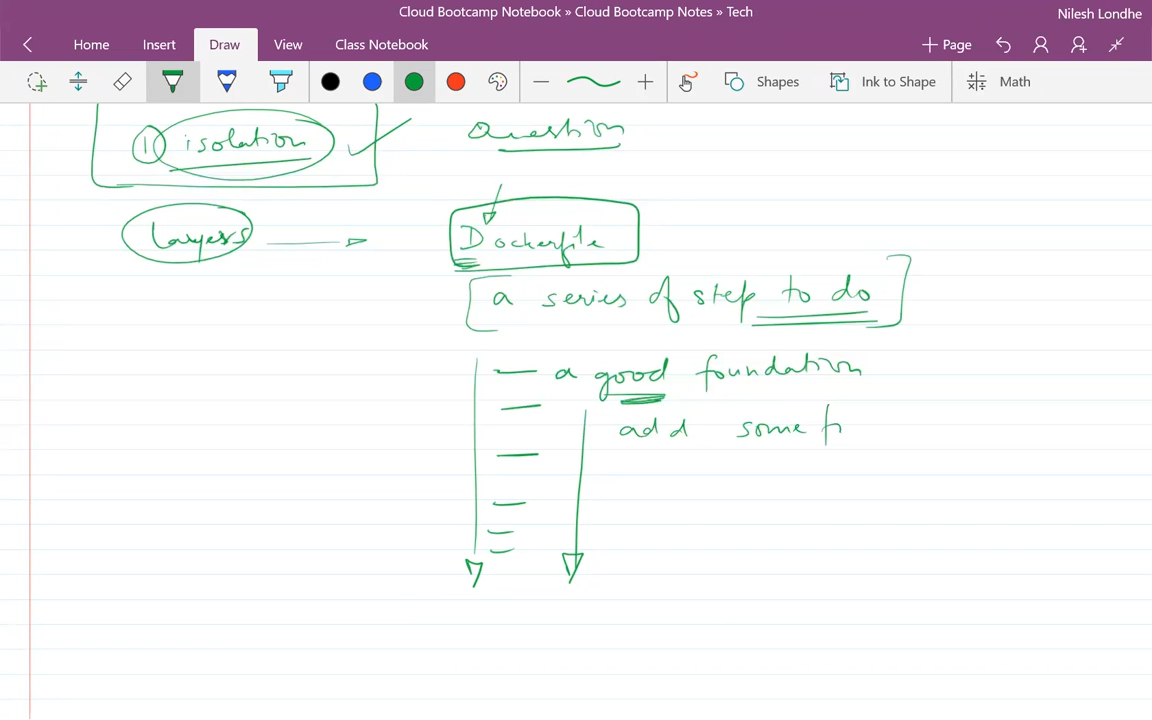 Cloud Bootcamp Notebook » Cloud Bootcamp Notes » Tech
Nilesh Londhe
Home Insert Draw View Class Notebook
Page
Shapes Ink to Shape Math
① isolation
Question
Layers
Dockerfile
a series of step to do
a good foundation
add some f